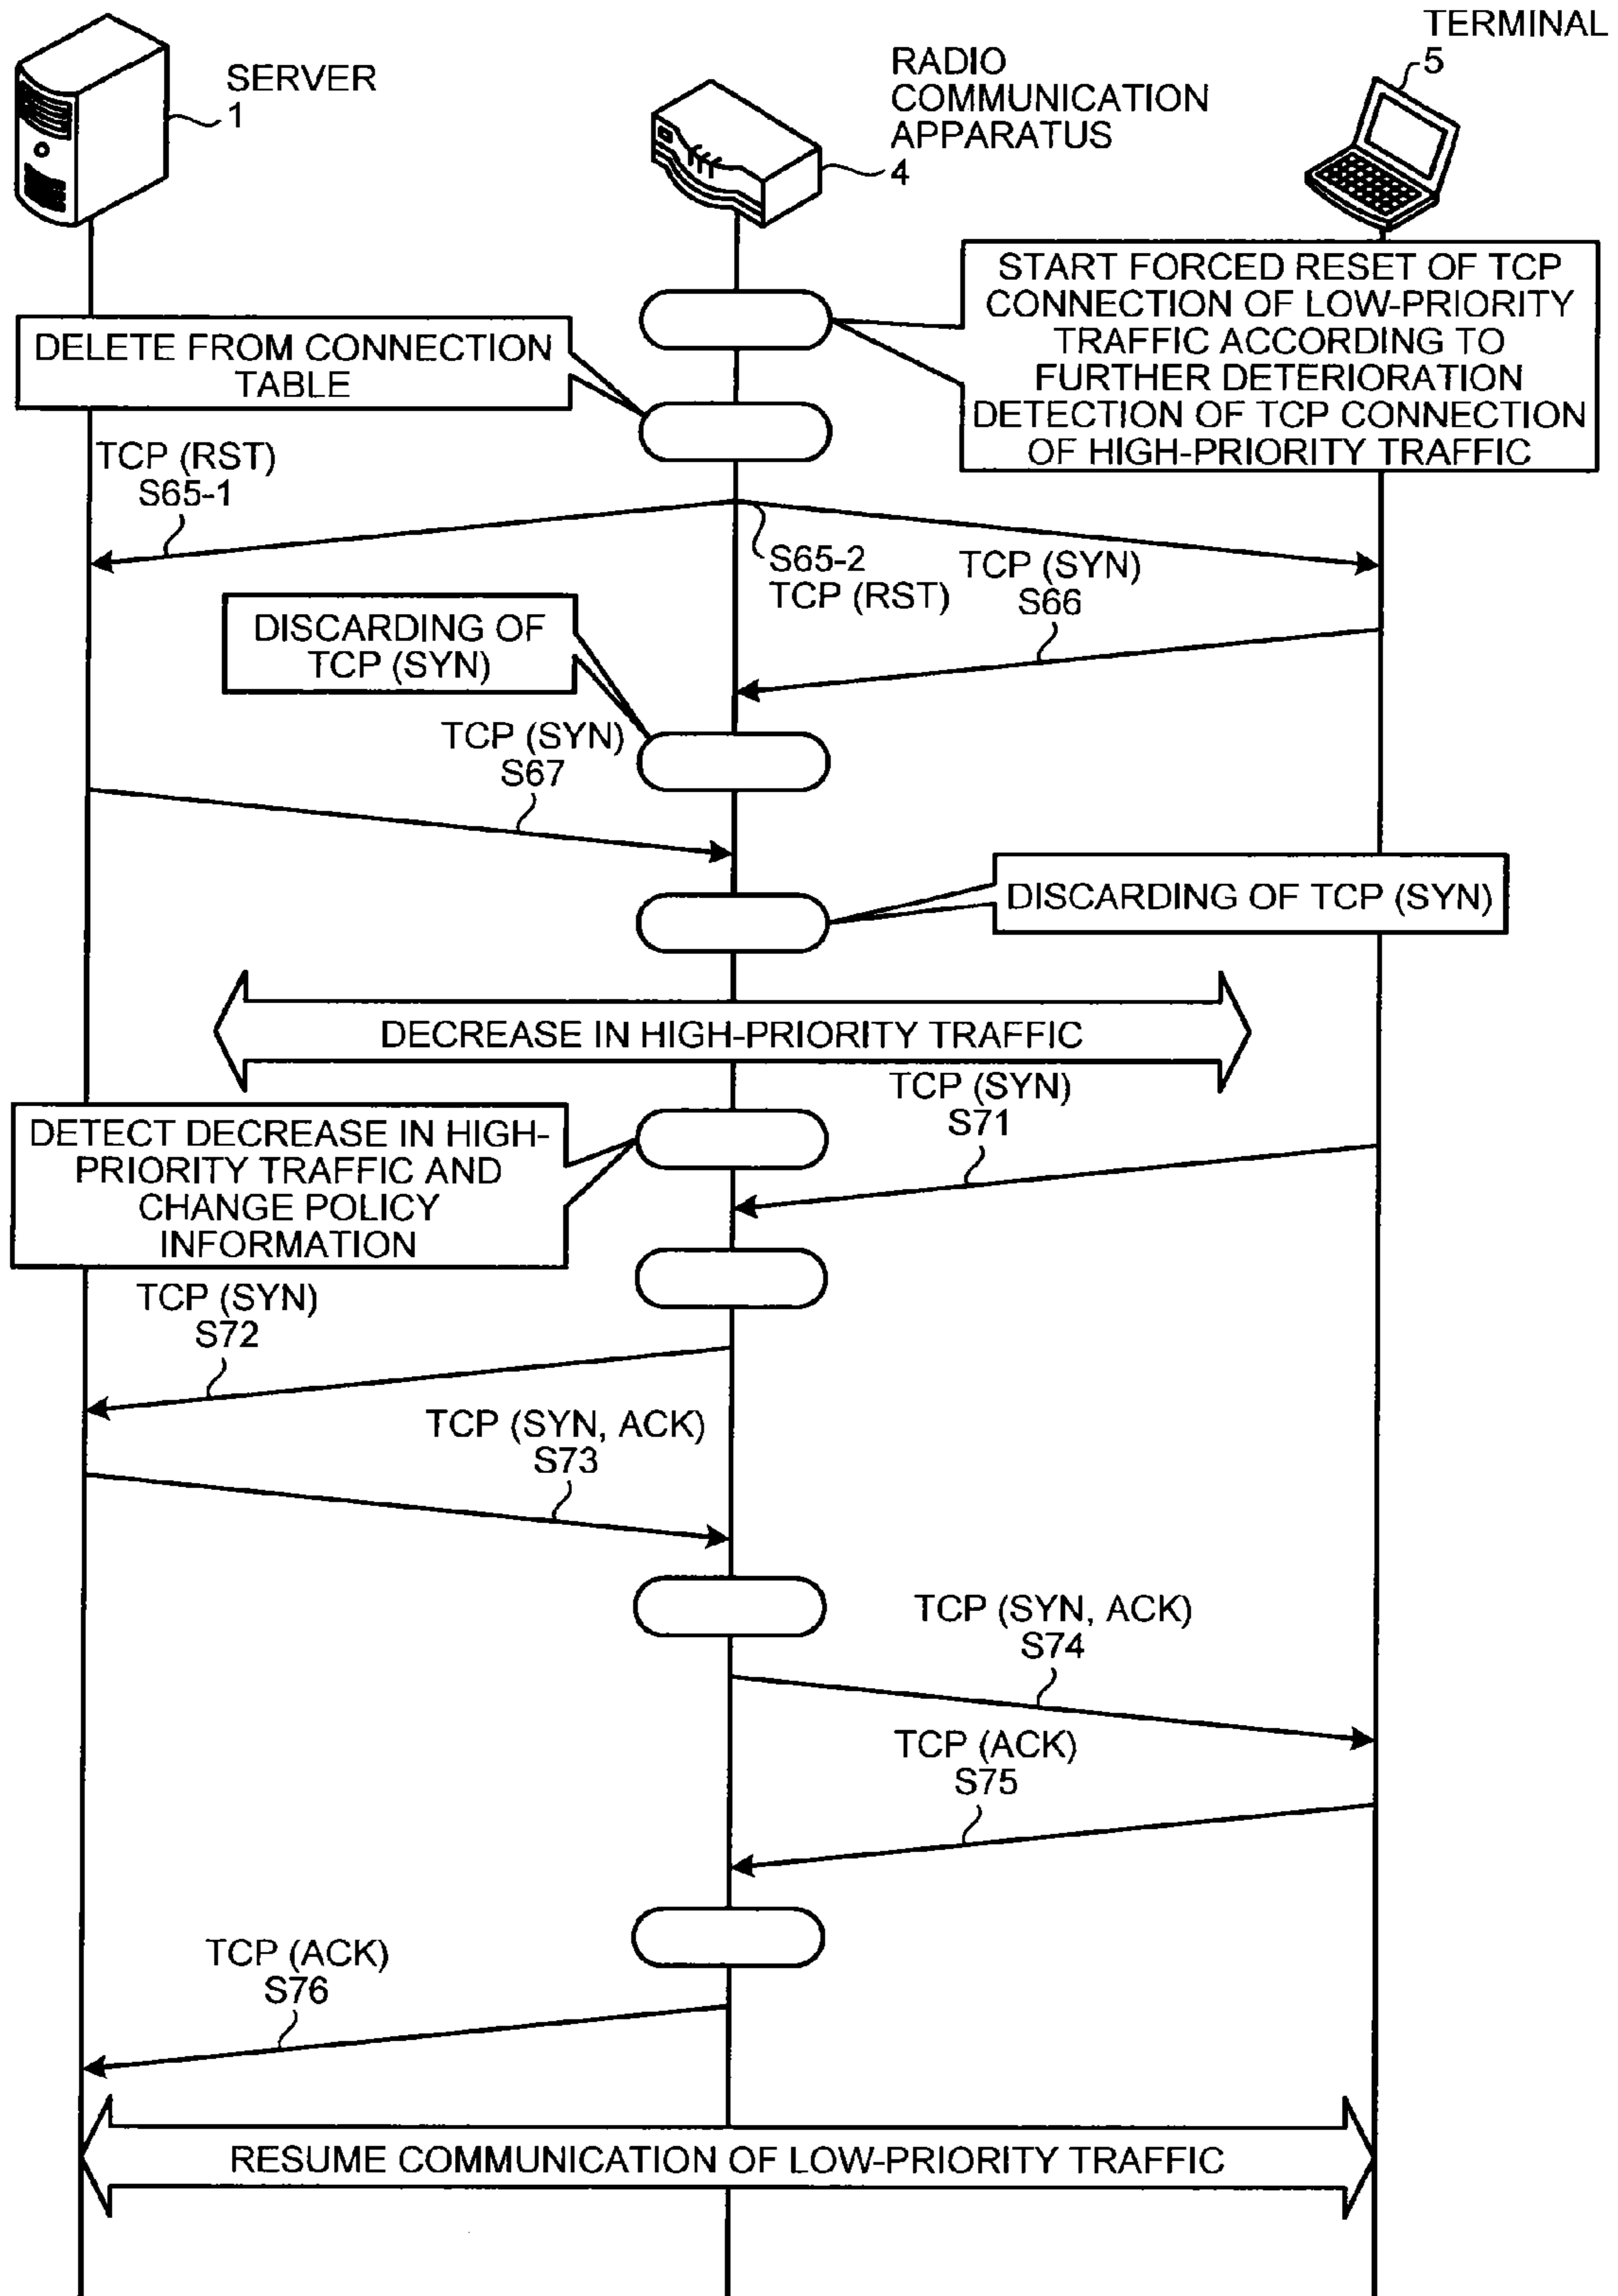 SERVER
1
RADIO
COMMUNICATION
APPARATUS
4
TERMINAL
5
START FORCED RESET OF TCP
CONNECTION OF LOW-PRIORITY
TRAFFIC ACCORDING TO
FURTHER DETERIORATION
DETECTION OF TCP CONNECTION
OF HIGH-PRIORITY TRAFFIC
DELETE FROM CONNECTION
TABLE
TCP (RST)
S65-1
S65-2
TCP (RST)
TCP (SYN)
S66
DISCARDING OF
TCP (SYN)
TCP (SYN)
S67
DISCARDING OF TCP (SYN)
DECREASE IN HIGH-PRIORITY TRAFFIC
TCP (SYN)
S71
DETECT DECREASE IN HIGH-
PRIORITY TRAFFIC AND
CHANGE POLICY
INFORMATION
TCP (SYN)
S72
TCP (SYN, ACK)
S73
TCP (SYN, ACK)
S74
TCP (ACK)
S75
TCP (ACK)
S76
RESUME COMMUNICATION OF LOW-PRIORITY TRAFFIC